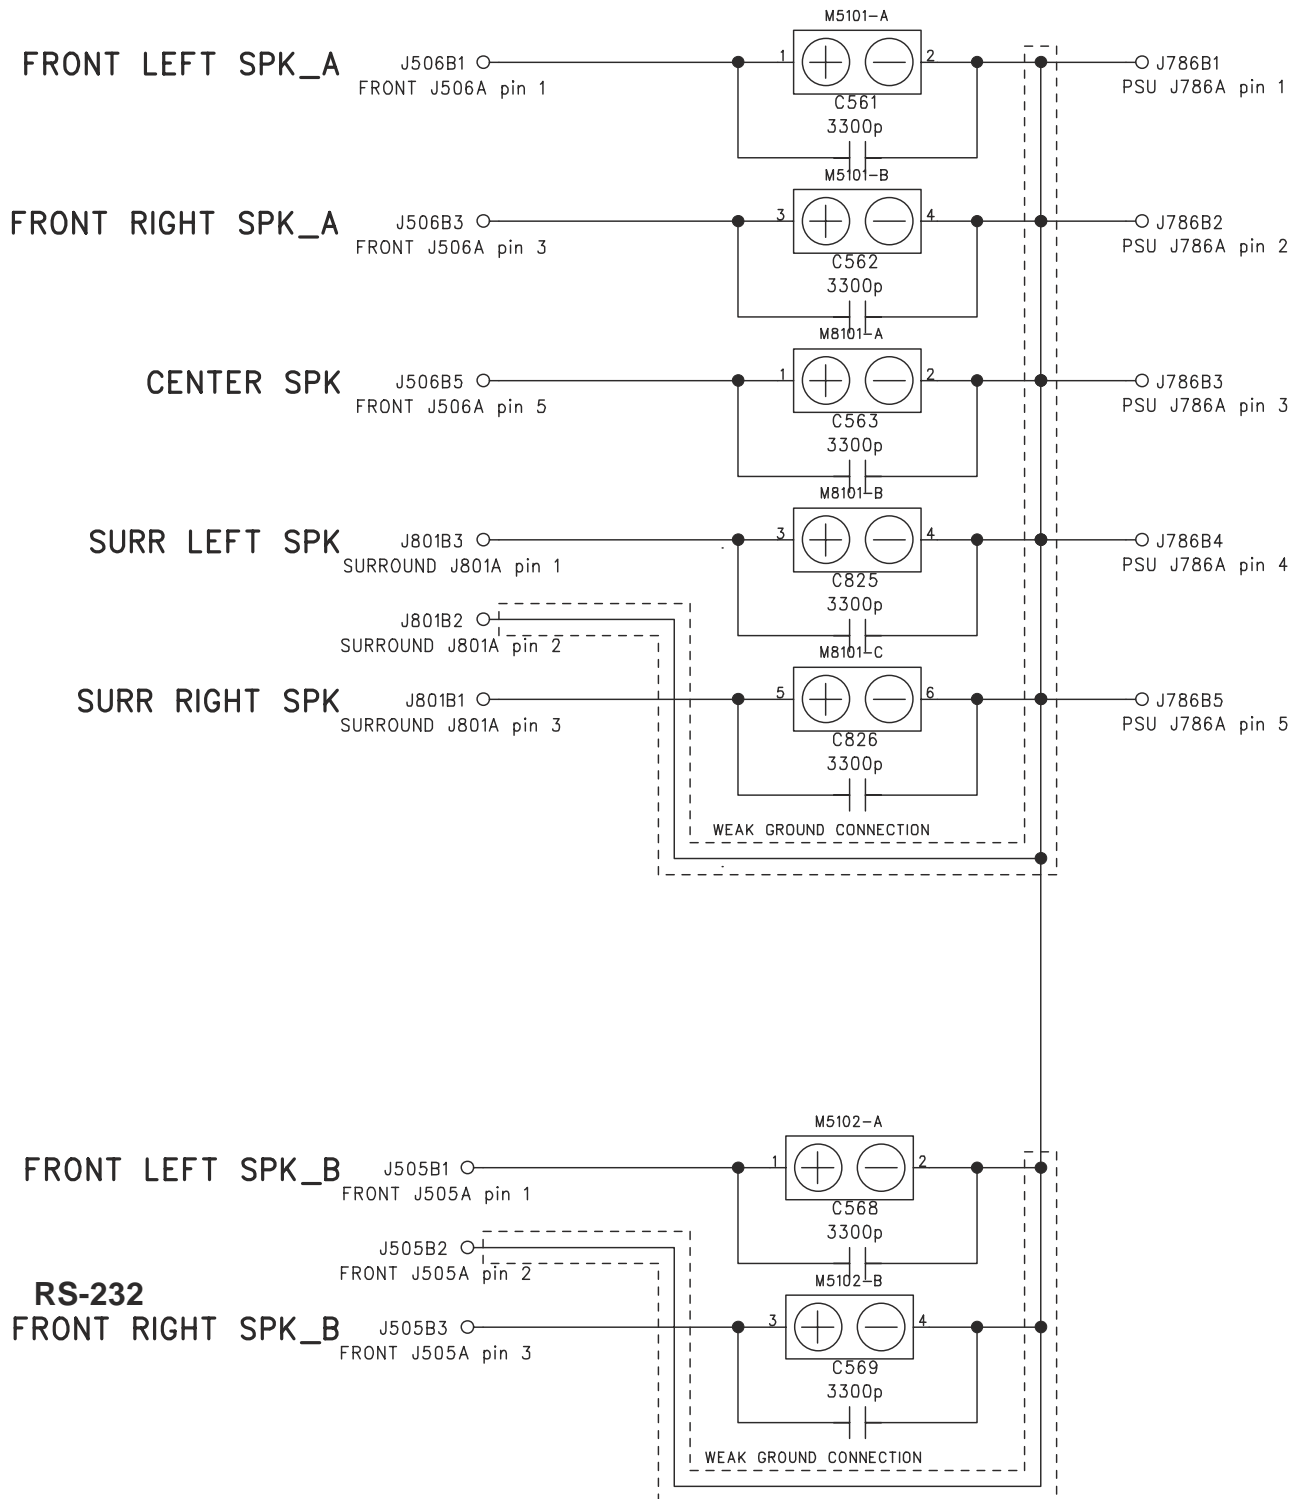 M5101-A
FRONT LEFT SPK_A J506B1 1 2 J786B1
FRONT J506A pin 1 PSU J786A pin 1
C561
3300p
M5101-B
FRONT RIGHT SPK_A J506B3 3 4 J786B2
FRONT J506A pin 3 PSU J786A pin 2
C562
3300p
M8101-A
CENTER SPK J506B5 1 2 J786B3
FRONT J506A pin 5 PSU J786A pin 3
C563
3300p
M8101-B
SURR LEFT SPK J801B3 3 4 J786B4
SURROUND J801A pin 1 PSU J786A pin 4
C825
3300p
J801B2
SURROUND J801A pin 2
M8101-C
SURR RIGHT SPK J801B1 5 6 J786B5
SURROUND J801A pin 3 PSU J786A pin 5
C826
3300p
WEAK GROUND CONNECTION
M5102-A
FRONT LEFT SPK_B J505B1 1 2
FRONT J505A pin 1
C568
3300p
J505B2
FRONT J505A pin 2
M5102-B
RS-232
FRONT RIGHT SPK_B J505B3 3 4
FRONT J505A pin 3
C569
3300p
WEAK GROUND CONNECTION